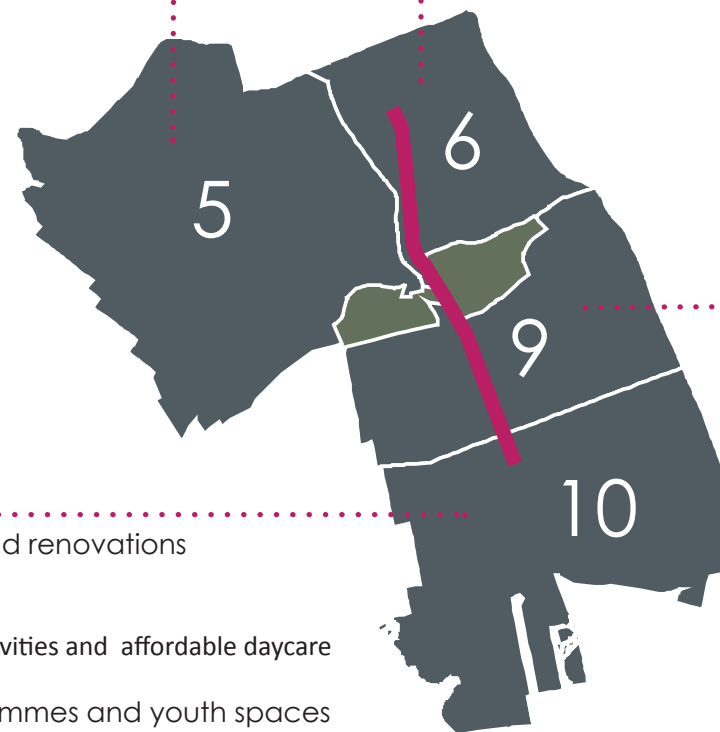 6
5
9
10
d renovations
vities and affordable daycare
mmes and youth spaces